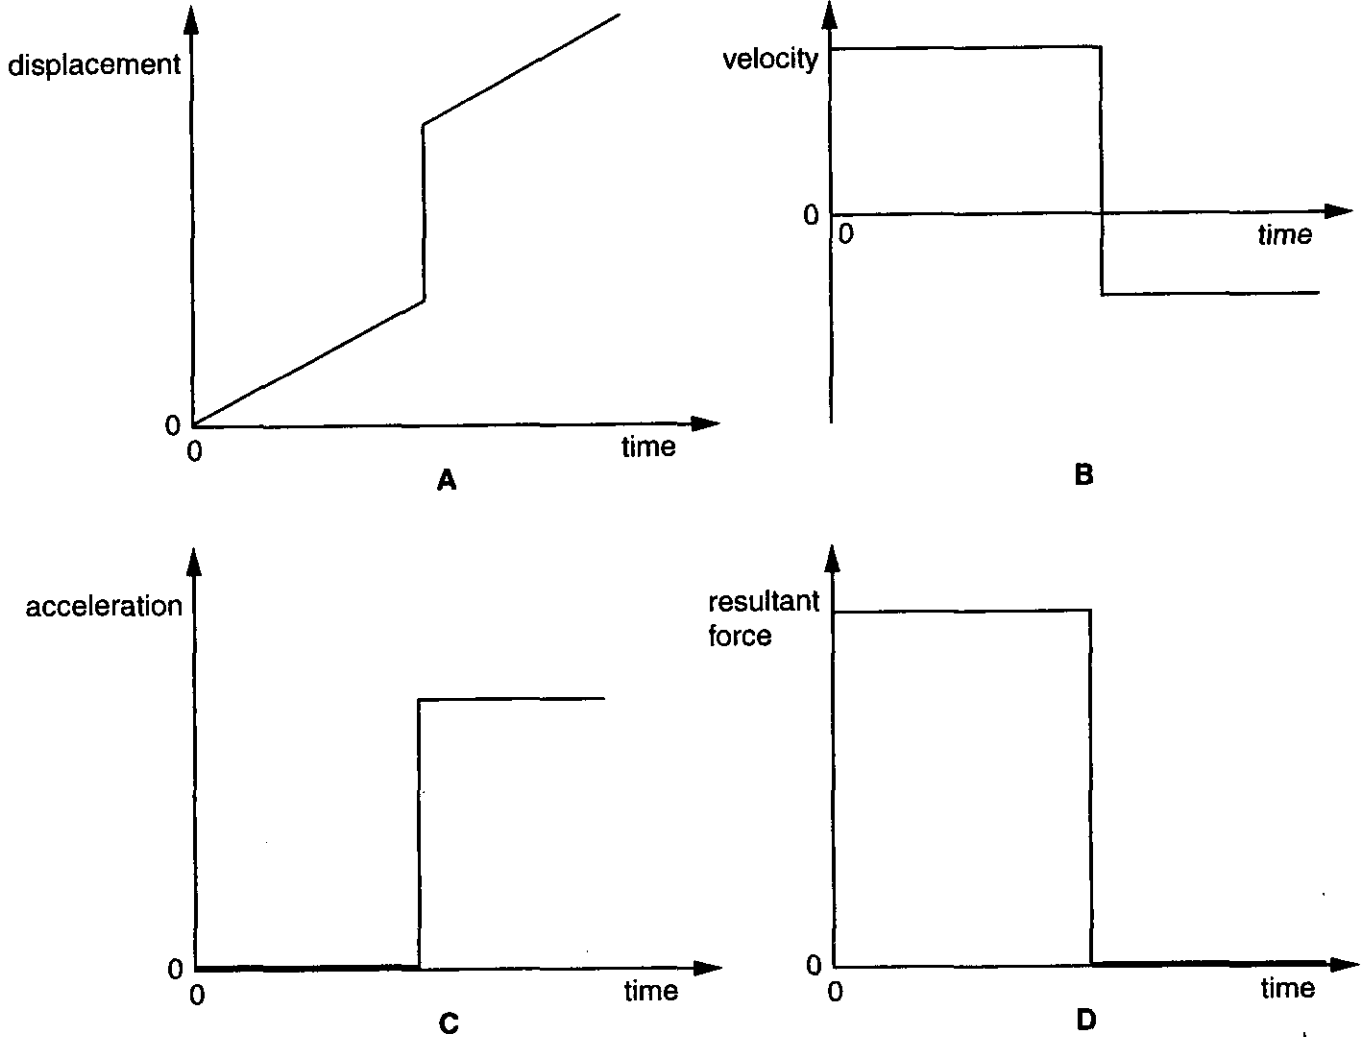 displacement
0
0
time
A
velocity
0
0
time
B
acceleration
0
0
time
C
resultant
force
0
0
time
D